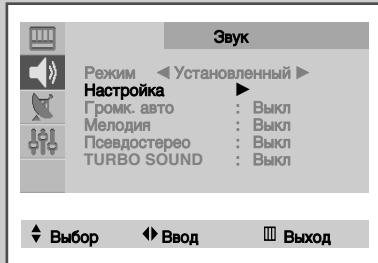 Звук
Режим ◀ Установленный ▶
Настройка ▶
Громк. авто : Выкл
Мелодия : Выкл
Псевдостерео : Выкл
TURBO SOUND : Выкл
Выбор Ввод Выход